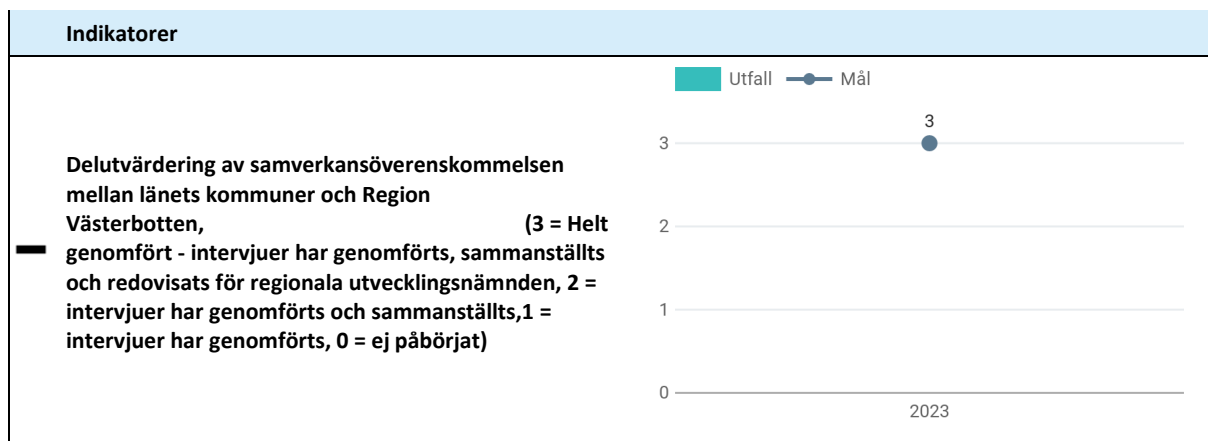 Indikatorer
Delutvärdering av samverkansöverenskommelsen
mellan länets kommuner och Region
Västerbotten, (3 = Helt
genomfört - intervjuer har genomförts, sammanställts
och redovisats för regionala utvecklingsnämnden, 2 =
intervjuer har genomförts och sammanställts,1 =
intervjuer har genomförts, 0 = ej påbörjat)
Utfall Mål
3
3
2
1
0
2023